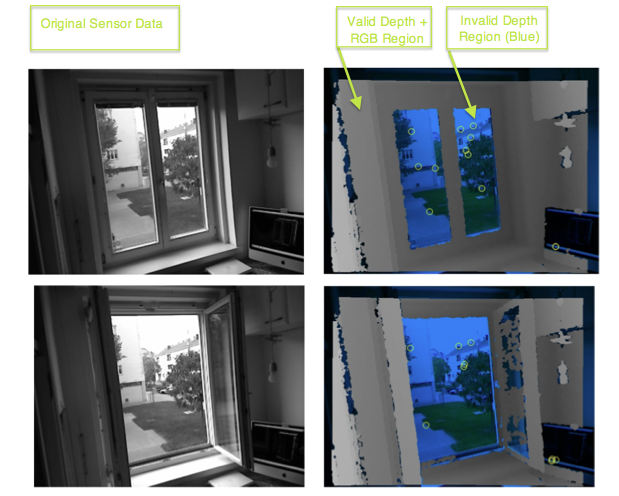 Original Sensor Data
Valid Depth +
RGB Region
Invalid Depth
Region (Blue)